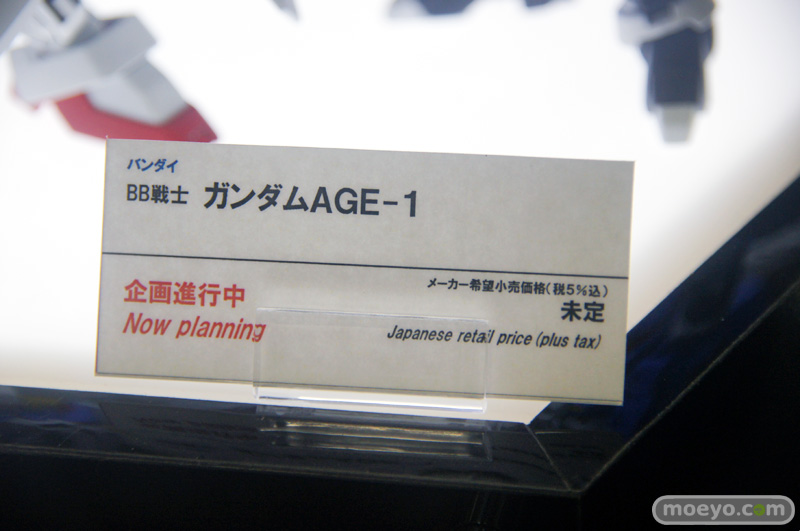 バンダイ
BB戦士 ガンダムAGE-1
企画進行中
Now planning
メーカー希望小売価格(税5%込)
未定
Japanese retail price (plus tax)
moeyo.com